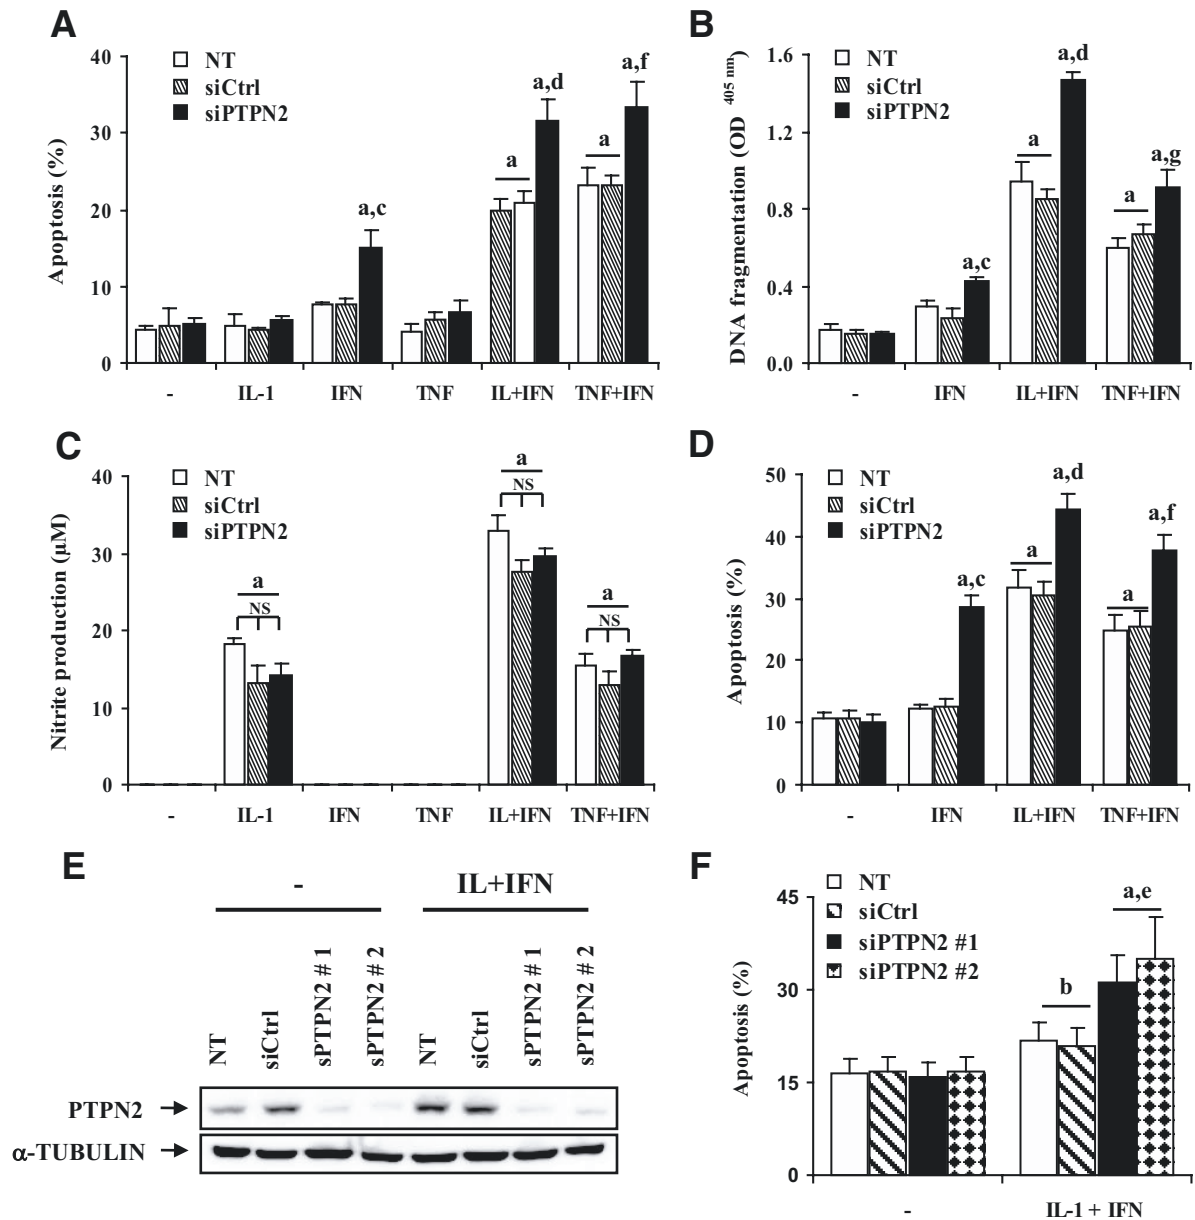 A
40
30
20
10
0
Apoptosis (%)
NT
siCtrl
siPTPN2
a,c
a
a,d
a
a,f
- IL-1 IFN TNF IL+IFN TNF+IFN
B
1.6
1.2
0.8
0.4
0.0
DNA fragmentation (OD 405 nm)
NT
siCtrl
siPTPN2
a,c
a
a,d
a
a,g
- IFN IL+IFN TNF+IFN
C
40
30
20
10
0
Nitrite production (µM)
NT
siCtrl
siPTPN2
a
NS
a
NS
a
NS
- IL-1 IFN TNF IL+IFN TNF+IFN
D
50
40
30
20
10
0
Apoptosis (%)
NT
siCtrl
siPTPN2
a,c
a
a,d
a
a,f
- IFN IL+IFN TNF+IFN
E
- IL+IFN
NT siCtrl sPTPN2 # 1 sPTPN2 # 2 NT siCtrl sPTPN2 # 1 sPTPN2 # 2
PTPN2
α-TUBULIN
F
45
30
15
0
Apoptosis (%)
NT
siCtrl
siPTPN2 #1
siPTPN2 #2
b
a,e
- IL-1 + IFN